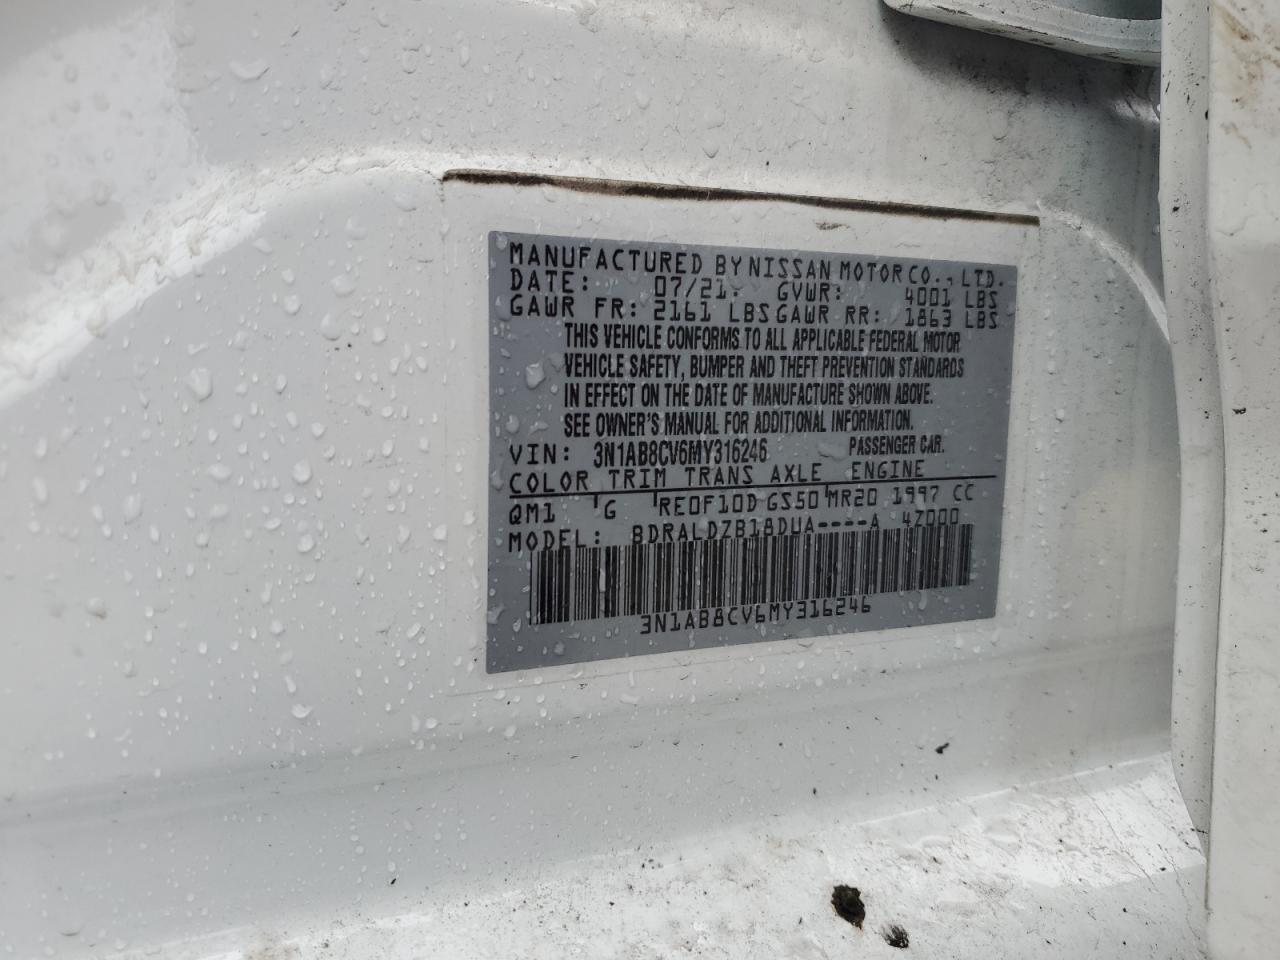 MANUFACTURED BY NISSAN MOTOR CO., LTD.
DATE: 07/21. GVWR: 4001 LBS
GAWR FR: 2161 LBS GAWR RR: 1863 LBS
THIS VEHICLE CONFORMS TO ALL APPLICABLE FEDERAL MOTOR
VEHICLE SAFETY, BUMPER AND THEFT PREVENTION STANDARDS
IN EFFECT ON THE DATE OF MANUFACTURE SHOWN ABOVE.
SEE OWNER'S MANUAL FOR ADDITIONAL INFORMATION.
VIN: 3N1AB8CV6MY316246 PASSENGER CAR.
COLOR TRIM TRANS AXLE ENGINE
QM1 G RE0F10D GS50 MR20 1997 CC
MODEL: BDRALDZB18DUA----A 4Z000
3N1AB8CV6MY316246